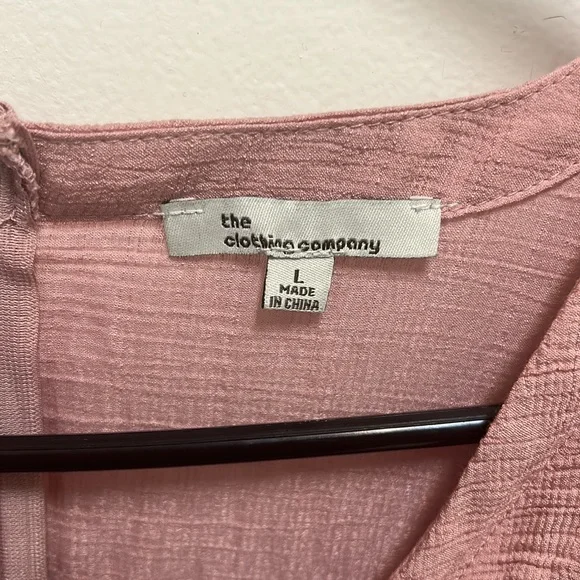 the
clothing company
L
MADE
IN CHINA